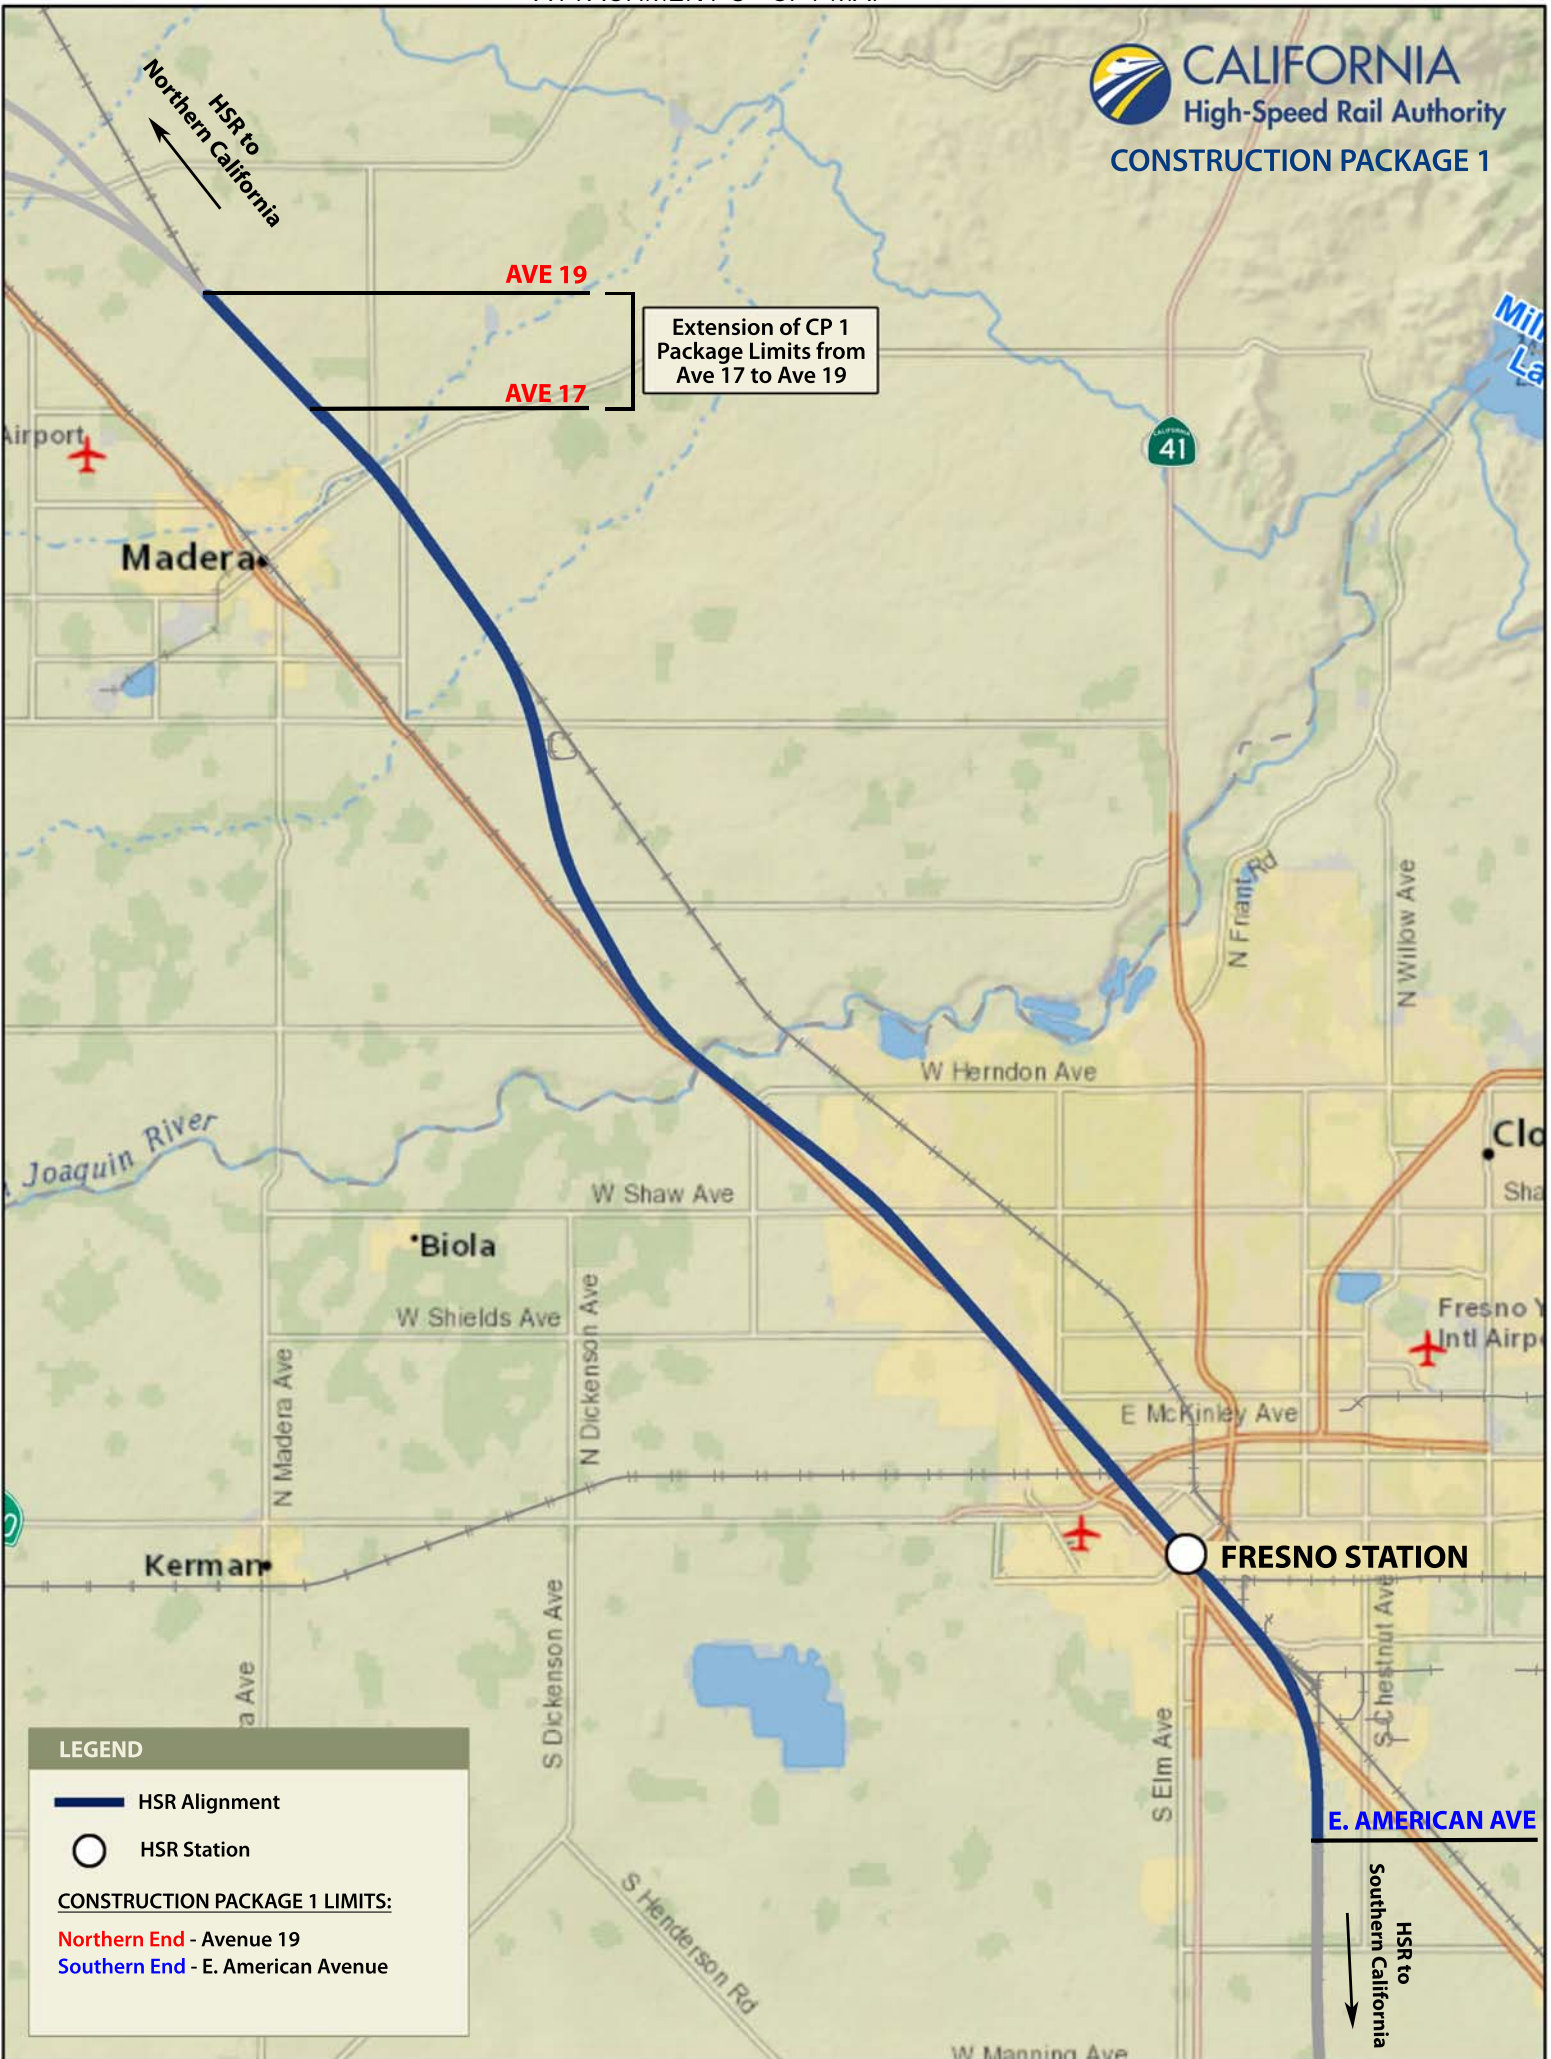 CALIFORNIA
High-Speed Rail Authority
CONSTRUCTION PACKAGE 1
HSR to
Northern California
AVE 19
Extension of CP 1
Package Limits from
Ave 17 to Ave 19
AVE 17
Airport
CALIFORNIA
41
Madera
N Friant Rd
N Willow Ave
W Herndon Ave
Joaquin River
W Shaw Ave
Biola
W Shields Ave
N Madera Ave
N Dickenson Ave
Fresno Y
Intl Airp
E McKinley Ave
Kerman
FRESNO STATION
S Dickenson Ave
S Chestnut Ave
S Elm Ave
E. AMERICAN AVE
HSR to
Southern California
S Henderson Rd
W Manning Ave
LEGEND
HSR Alignment
HSR Station
CONSTRUCTION PACKAGE 1 LIMITS:
Northern End - Avenue 19
Southern End - E. American Avenue